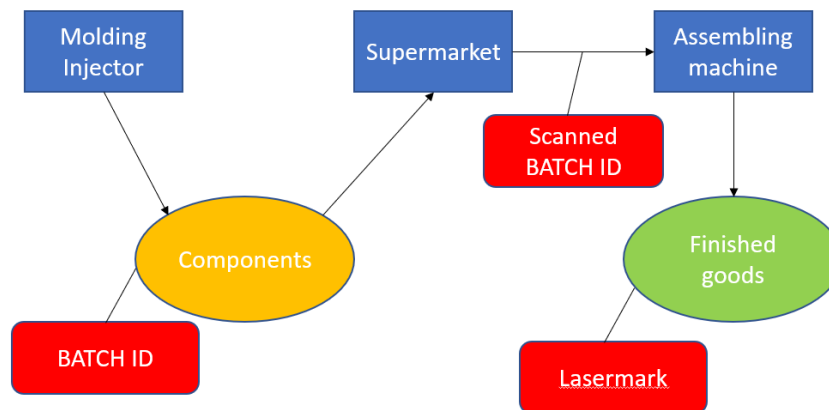 Molding
Injector
Supermarket
Assembling
machine
Scanned
BATCH ID
Components
Finished
goods
BATCH ID
Lasermark